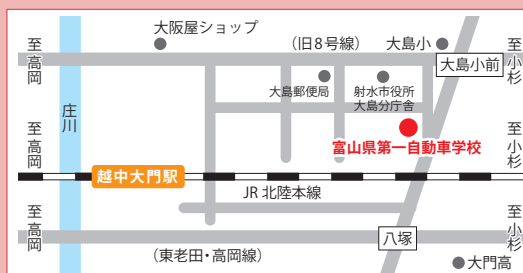 大阪屋ショップ
(旧8号線)
大島小
至高岡
至小杉
大島小前
大島郵便局
射水市役所
大島分庁舎
庄川
富山県第一自動車学校
至高岡
至小杉
越中大門駅
JR 北陸本線
至高岡
至小杉
八塚
(東老田・高岡線)
大門高